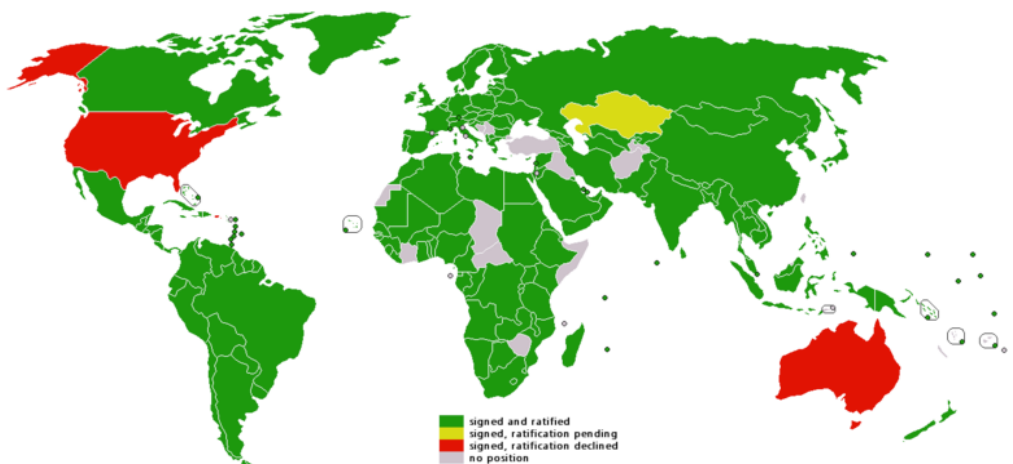 signed and ratified
signed, ratification pending
signed, ratification declined
no position